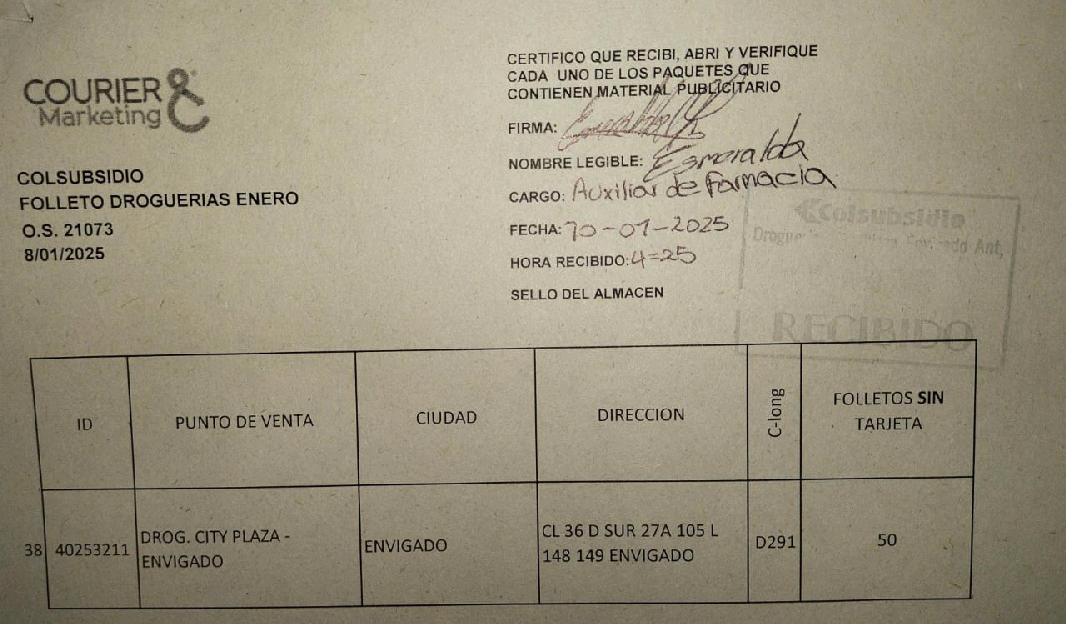 COURIER &
Marketing
COLSUBSIDIO
FOLLETO DROGUERIAS ENERO
O.S. 21073
8/01/2025
CERTIFICO QUE RECIBI, ABRI Y VERIFIQUE
CADA UNO DE LOS PAQUETES QUE
CONTIENEN MATERIAL PUBLICITARIO
FIRMA:
NOMBRE LEGIBLE: Esmeralda
CARGO: Auxiliar de Farmacia
FECHA: 10-01-2025
HORA RECIBIDO: 4=25
SELLO DEL ALMACEN
Colsubsidio
Ant,
RECIBIDO
ID PUNTO DE VENTA CIUDAD DIRECCION C-long FOLLETOS SIN
TARJETA
38 40253211 DROG. CITY PLAZA -
ENVIGADO
ENVIGADO
CL 36 D SUR 27A 105 L
148 149 ENVIGADO
D291
50